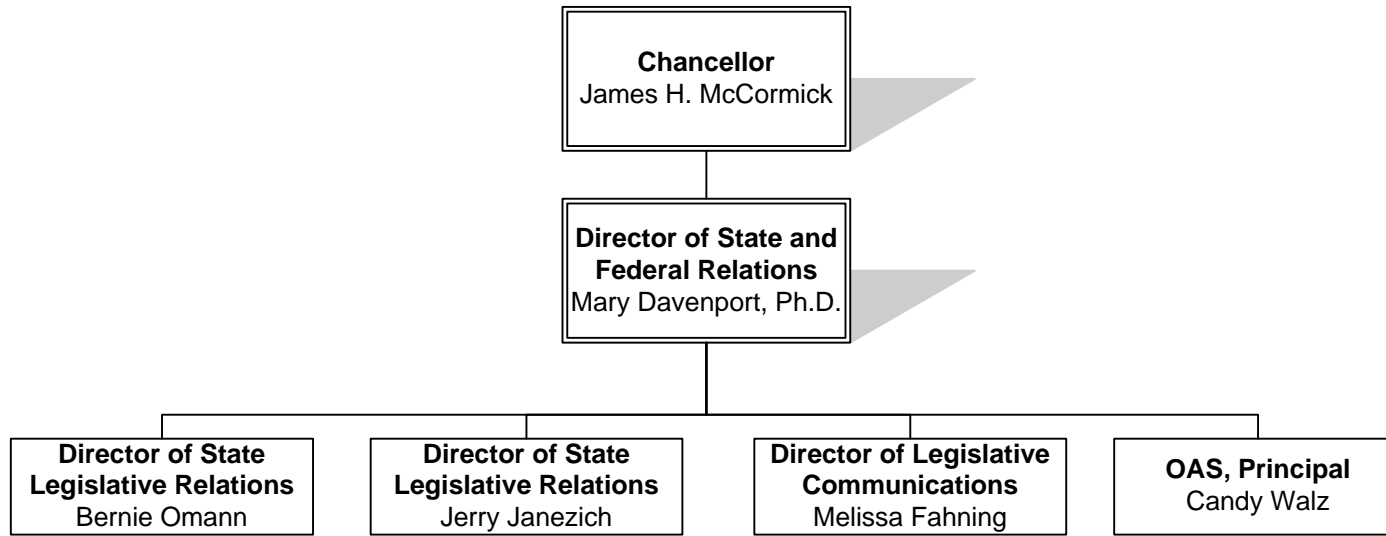 Chancellor
James H. McCormick
Director of State and
Federal Relations
Mary Davenport, Ph.D.
Director of State
Legislative Relations
Bernie Omann
Director of State
Legislative Relations
Jerry Janezich
Director of Legislative
Communications
Melissa Fahning
OAS, Principal
Candy Walz